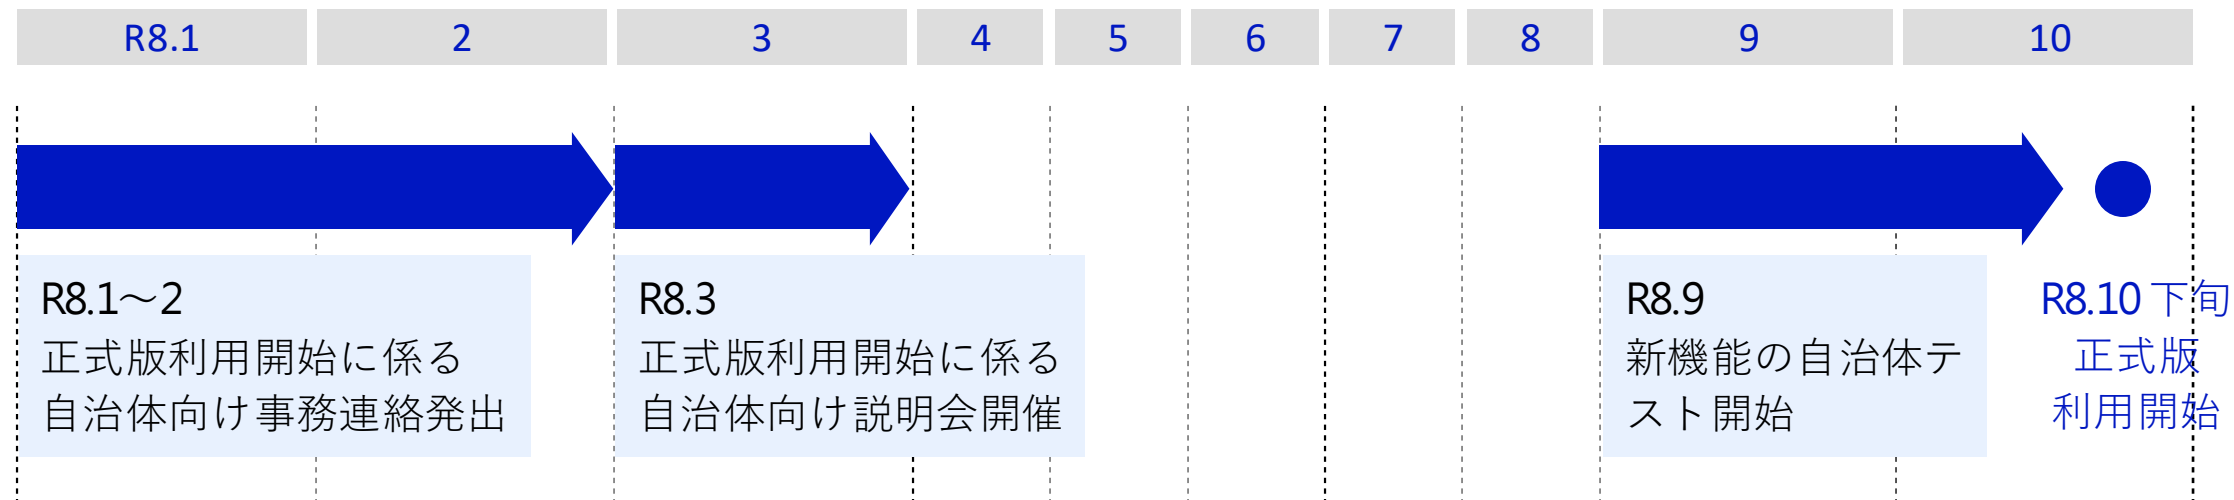 R8.1 2 3 4 5 6 7 8 9 10
R8.1～2
正式版利用開始に係る
自治体向け事務連絡発出
R8.3
正式版利用開始に係る
自治体向け説明会開催
R8.9
新機能の自治体テ
スト開始
R8.10 下旬
正式版
利用開始